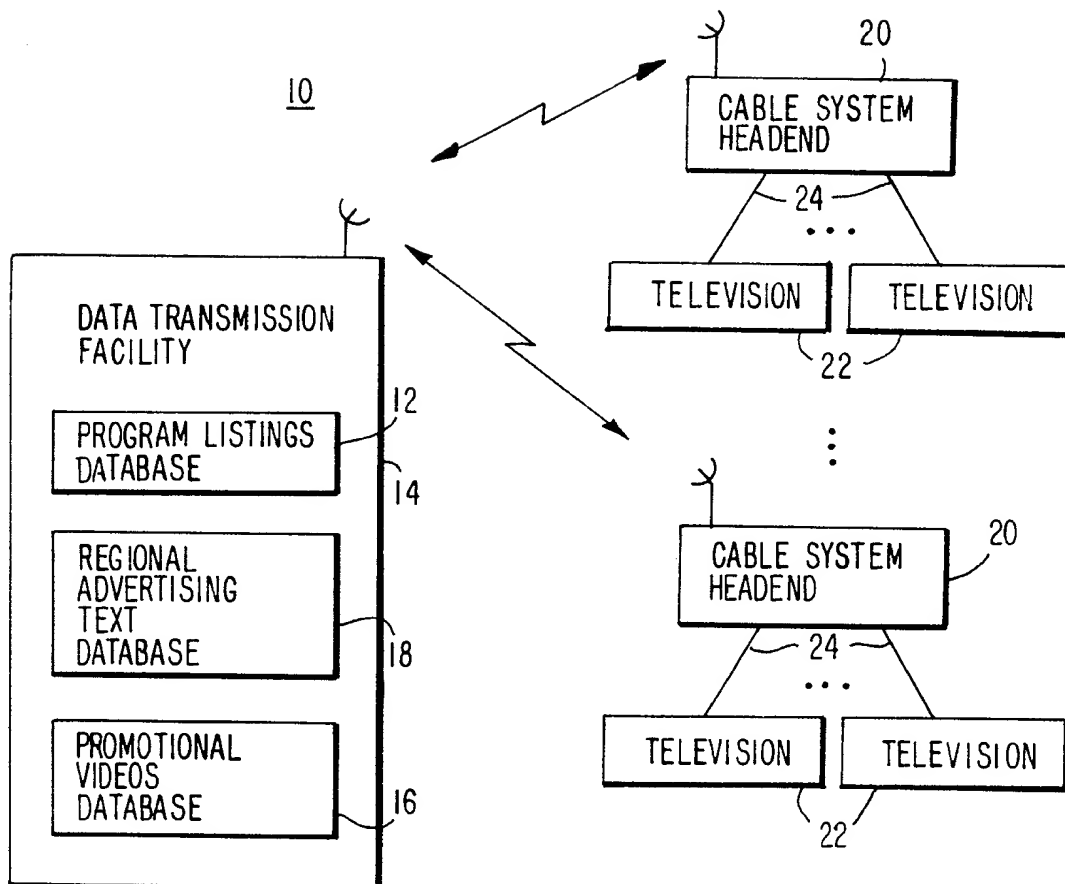 10
DATA TRANSMISSION
FACILITY
12
PROGRAM LISTINGS
DATABASE
14
REGIONAL
ADVERTISING
TEXT
DATABASE
18
PROMOTIONAL
VIDEOS
DATABASE
16
20
CABLE SYSTEM
HEADEND
24
TELEVISION
TELEVISION
22
20
CABLE SYSTEM
HEADEND
24
TELEVISION
TELEVISION
22